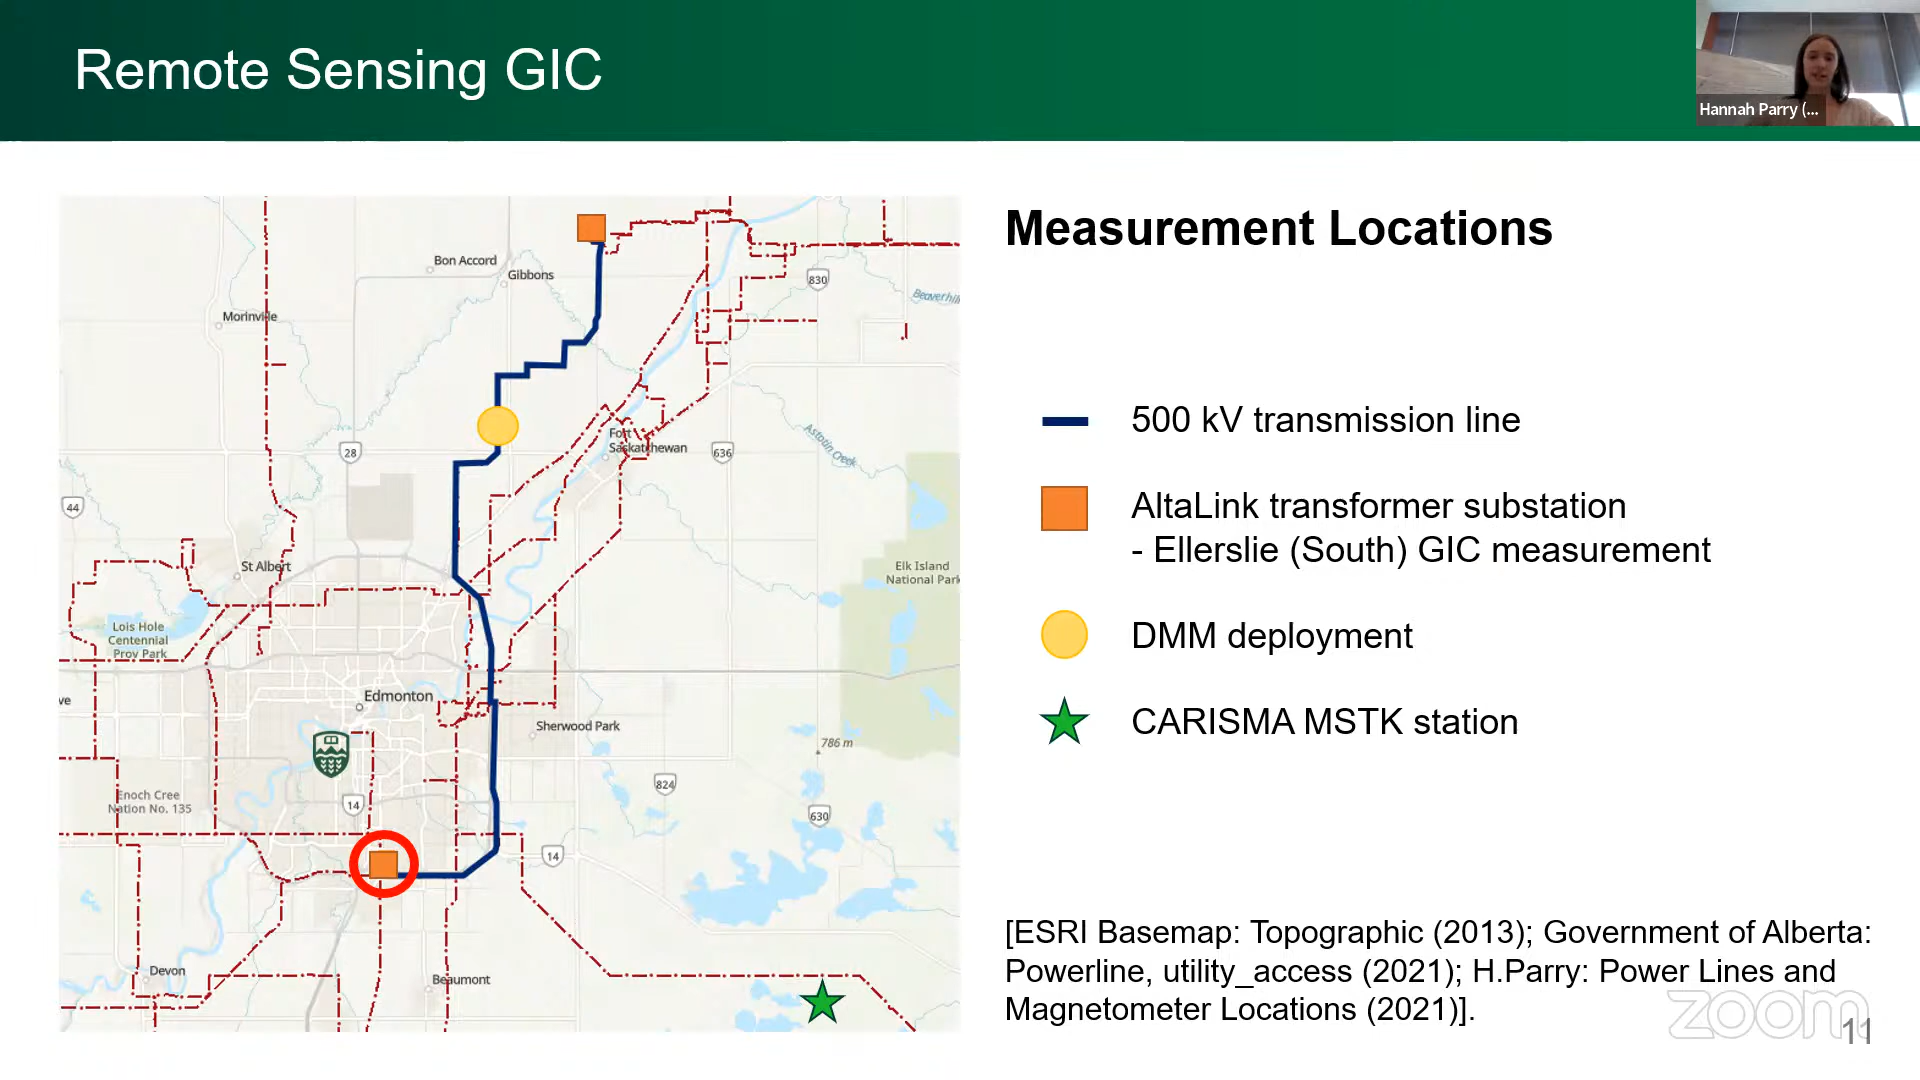 Remote Sensing GIC
Hannah Parry (...
Measurement Locations
Bon Accord
Gibbons
830
Beaverhill
Morinville
Fort
Saskatchewan
28
636
Astotin Creek
44
St Albert
Elk Island
National Park
Lois Hole
Centennial
Prov Park
ve
Edmonton
Sherwood Park
786 m
824
Enoch Cree
Nation No. 135
14
630
14
Devon
Beaumont
500 kV transmission line
AltaLink transformer substation
- Ellerslie (South) GIC measurement
DMM deployment
CARISMA MSTK station
[ESRI Basemap: Topographic (2013); Government of Alberta:
Powerline, utility_access (2021); H.Parry: Power Lines and
Magnetometer Locations (2021)].
zoom
11